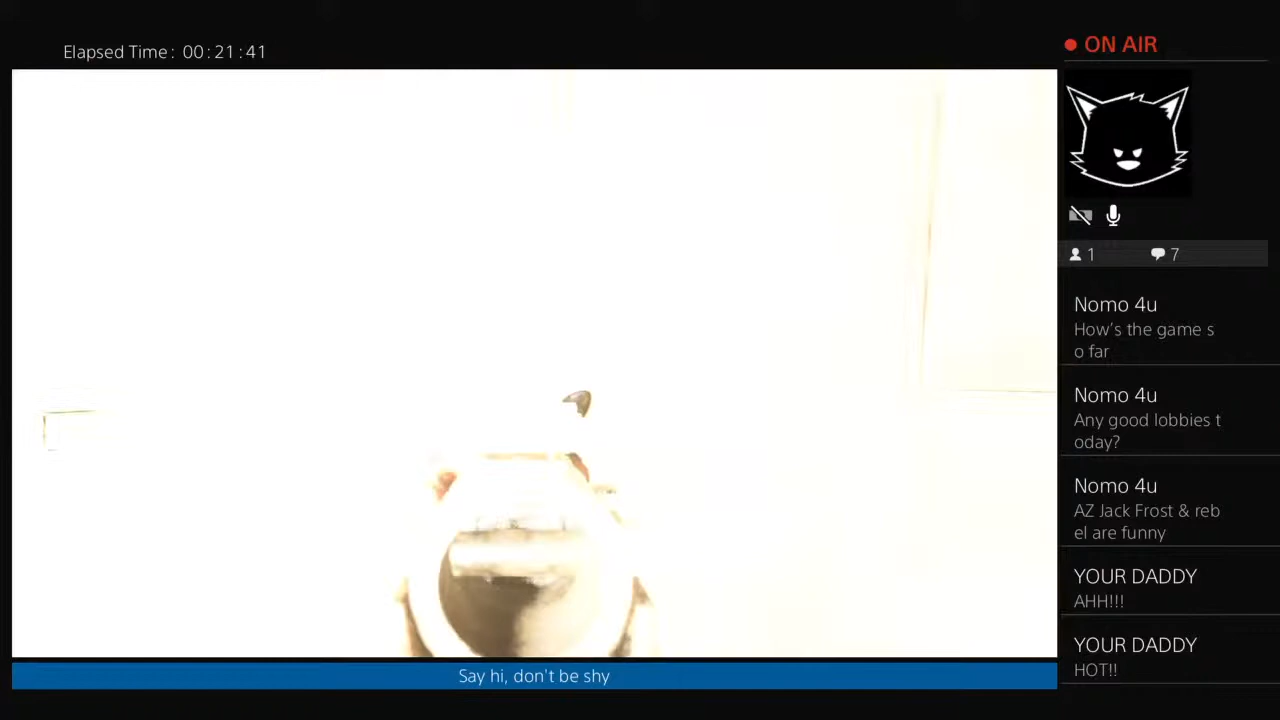 Elapsed Time: 00:21:41
ON AIR
1
7
Nomo 4u
How's the game s
o far
Nomo 4u
Any good lobbies t
oday?
Nomo 4u
AZ Jack Frost & reb
el are funny
YOUR DADDY
AHH!!!
YOUR DADDY
HOT!!
Say hi, don't be shy